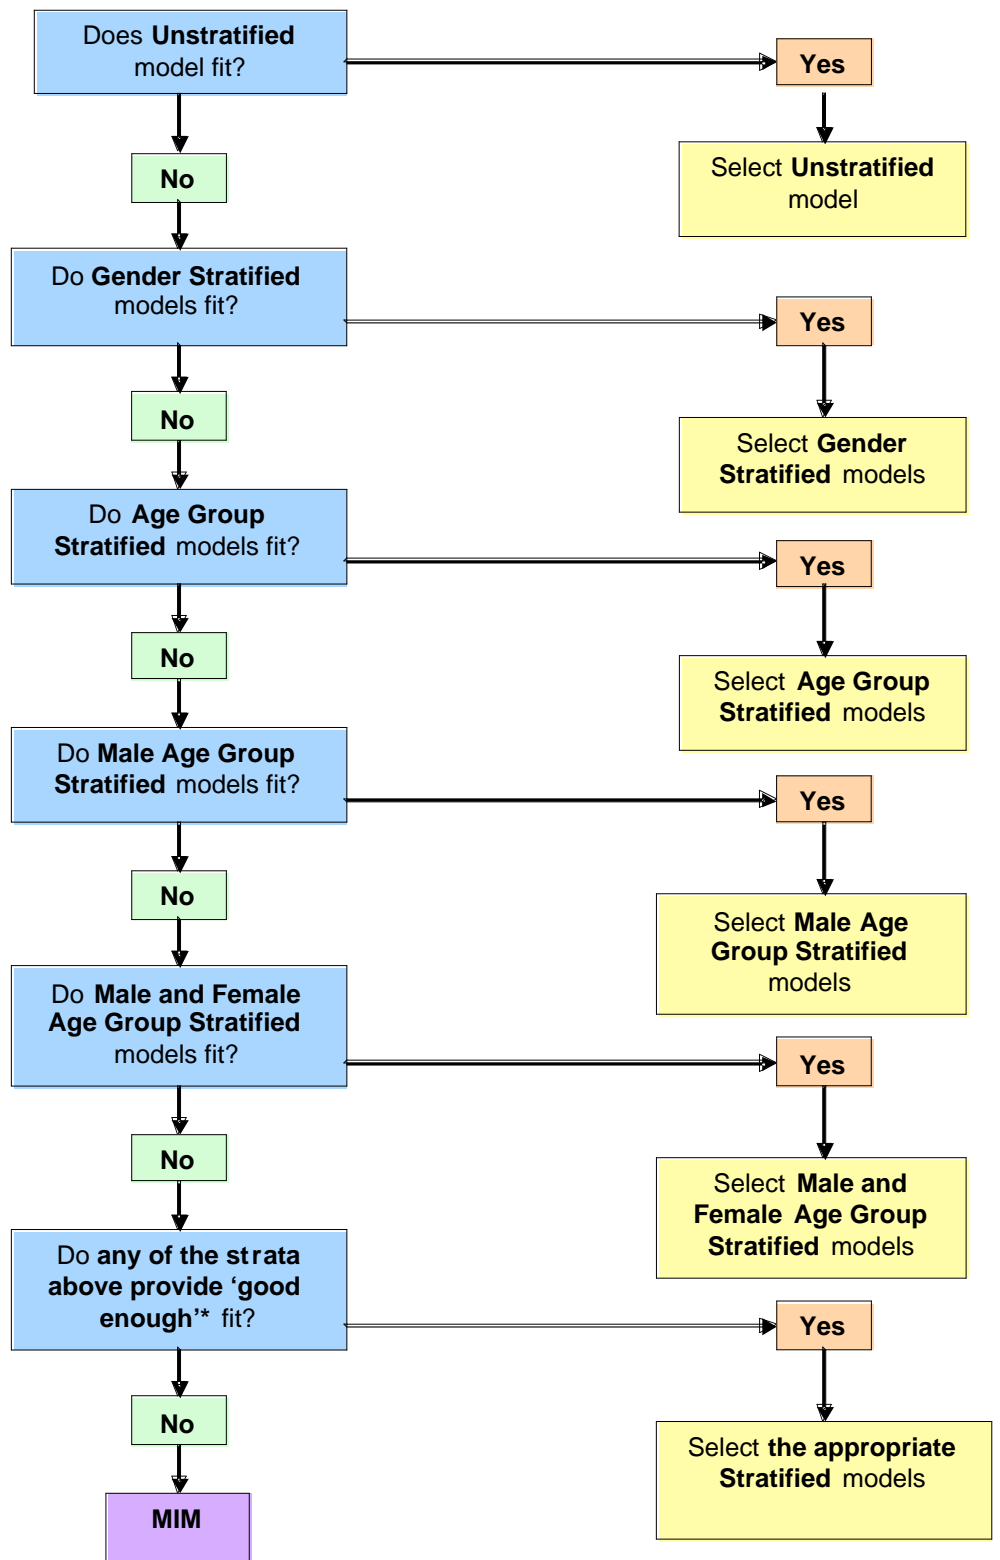 Does Unstratified
model fit?
Yes
No
Select Unstratified
model
Do Gender Stratified
models fit?
Yes
No
Select Gender
Stratified models
Do Age Group
Stratified models fit?
Yes
No
Select Age Group
Stratified models
Do Male Age Group
Stratified models fit?
Yes
No
Select Male Age
Group Stratified
models
Do Male and Female
Age Group Stratified
models fit?
Yes
No
Select Male and
Female Age Group
Stratified models
Do any of the strata
above provide ‘good
enough’* fit?
Yes
No
Select the appropriate
Stratified models
MIM